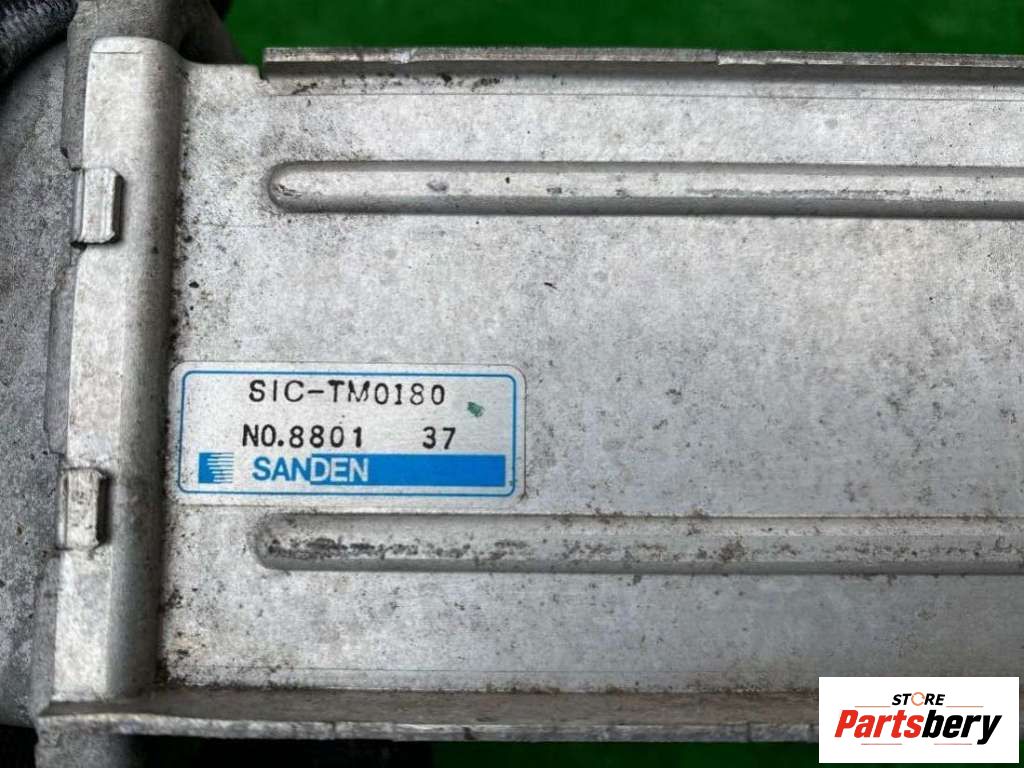 SIC-TM0180
NO.8801 37
SANDEN
STORE
Partsbery